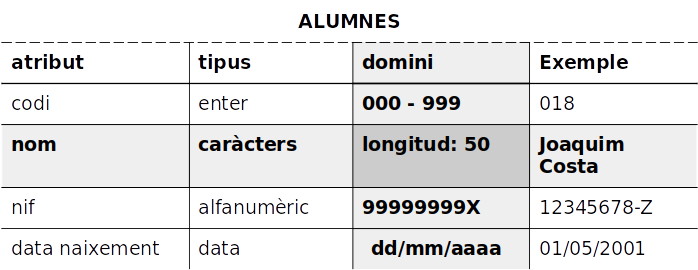 ALUMNES
atribut tipus domini Exemple
codi enter 000 - 999 018
nom caràcters longitud: 50 Joaquim
Costa
nif alfanumèric 99999999X 12345678-Z
data naixement data dd/mm/aaaa 01/05/2001